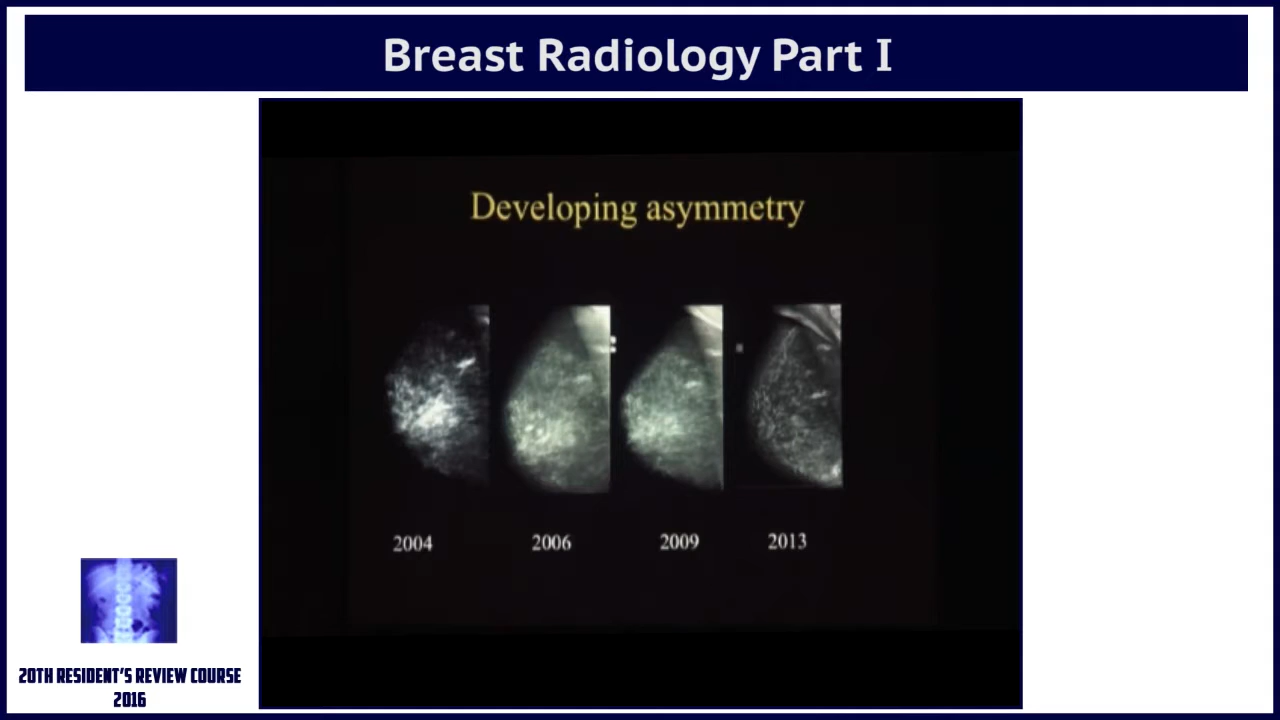 Breast Radiology Part I
Developing asymmetry
2004 2006 2009 2013
20TH RESIDENT'S REVIEW COURSE
2016